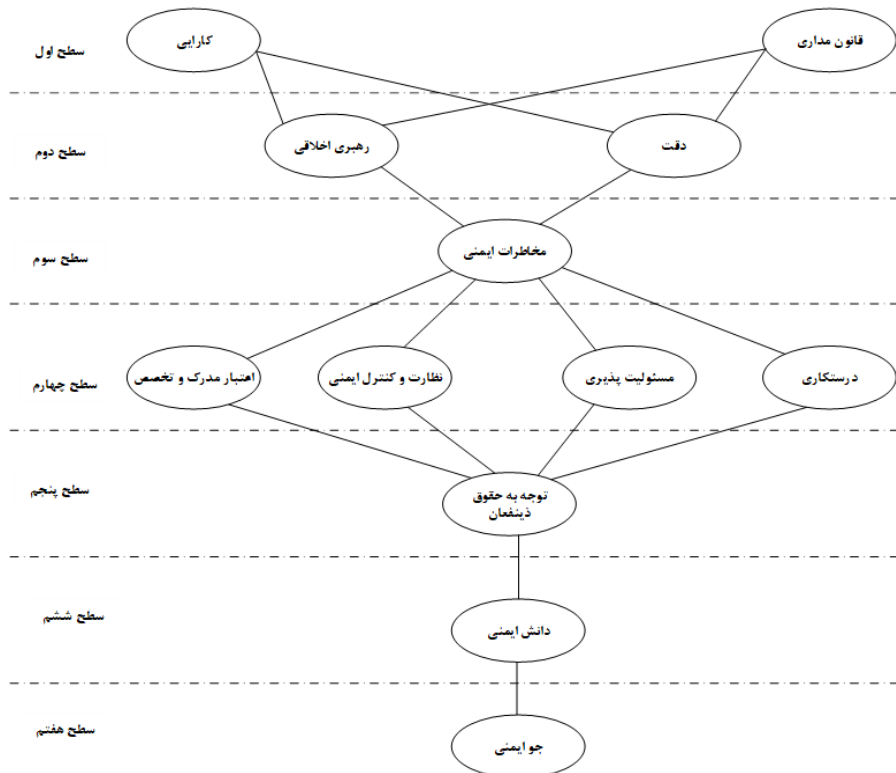 سطح اول
قانون مداری
کارایی
سطح دوم
دقت
رهبری اخلاقی
سطح سوم
مخاطرات ایمنی
سطح چهارم
درستکاری
مسئولیت پذیری
نظارت و کنترل ایمنی
اعتبار مدرک و تخصص
سطح پنجم
توجه به حقوق
ذینفعان
سطح ششم
دانش ایمنی
سطح هفتم
جو ایمنی